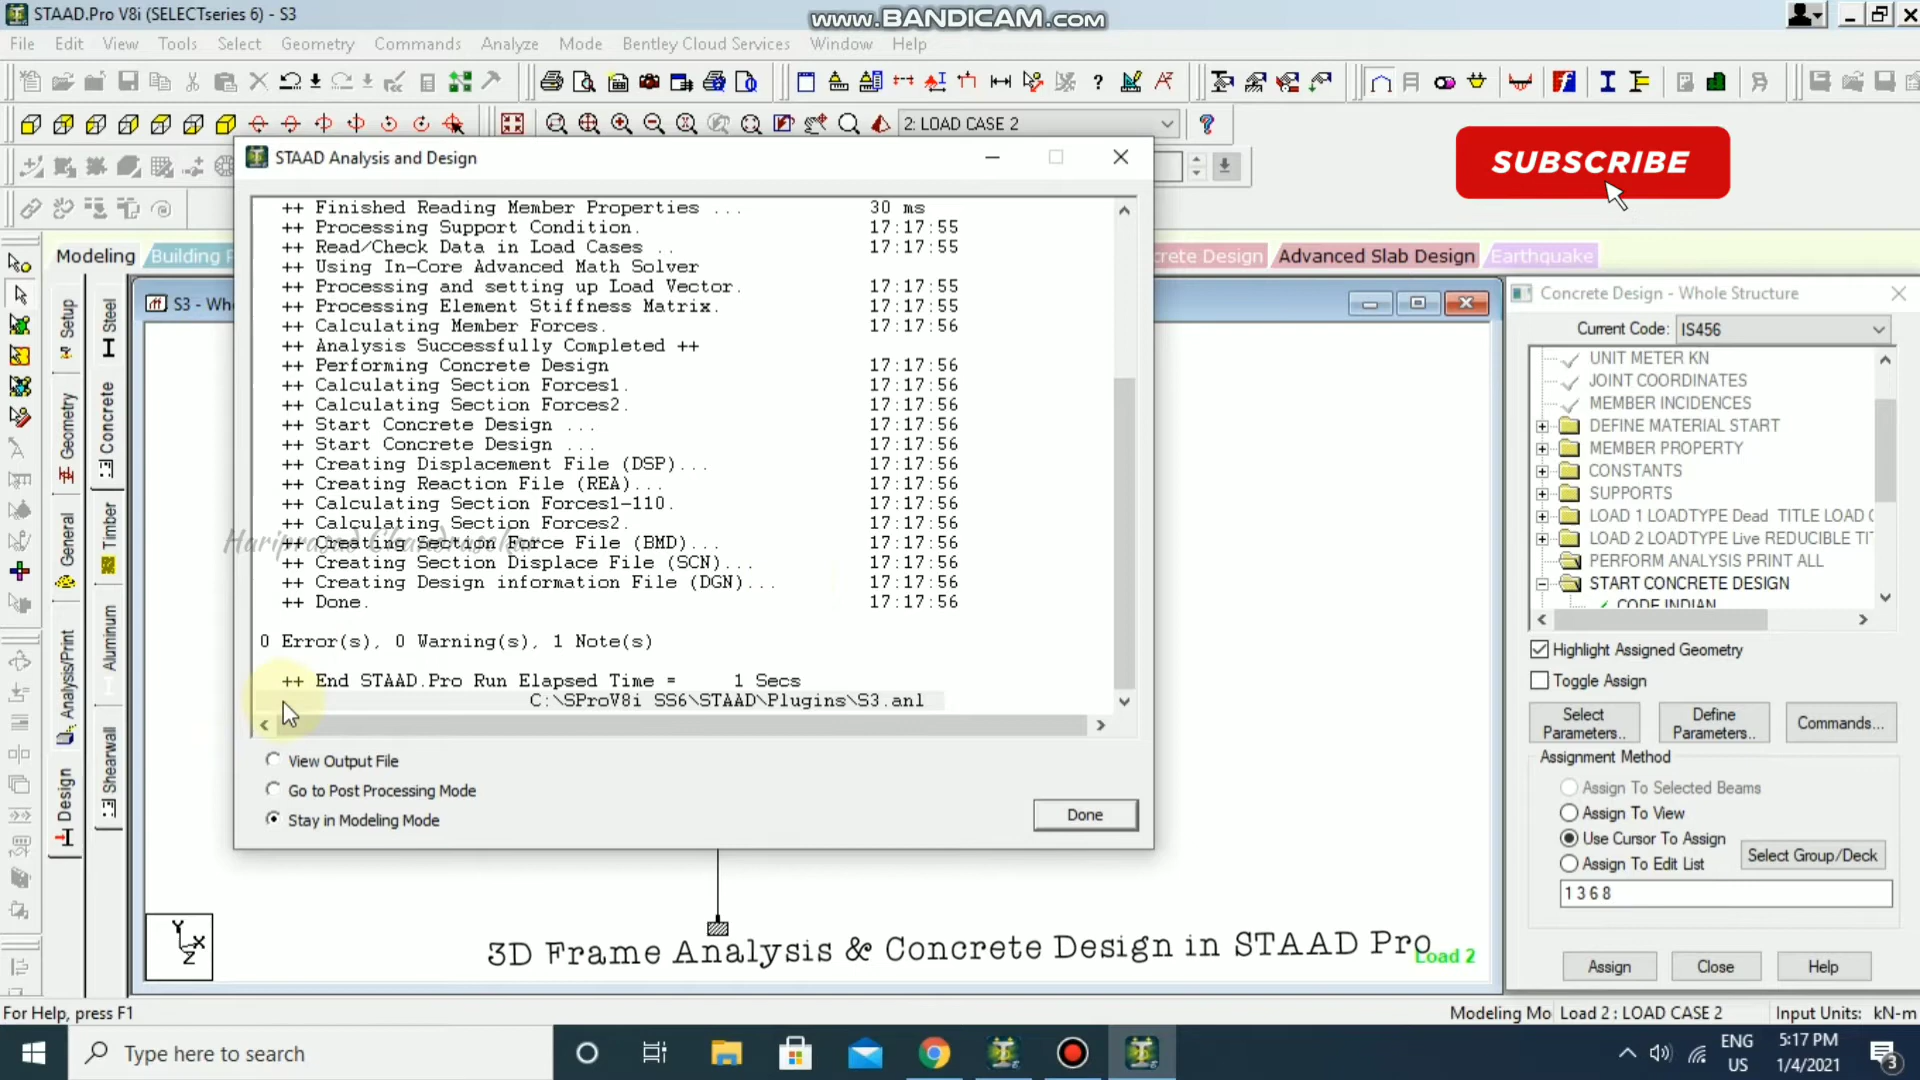 STAAD.Pro V8i (SELECTseries 6) - S3
www.BANDICAM.com
File Edit View Tools Select Geometry Commands Analyze Mode Bentley Cloud Services Window Help
2: LOAD CASE 2
SUBSCRIBE
STAAD Analysis and Design
Modeling
Building P
crete Design
Advanced Slab Design
Earthquake
S3 - Who
++ Finished Reading Member Properties ... 30 ms
++ Processing Support Condition. 17:17:55
++ Read/Check Data in Load Cases .. 17:17:55
++ Using In-Core Advanced Math Solver
++ Processing and setting up Load Vector. 17:17:55
++ Processing Element Stiffness Matrix. 17:17:55
++ Calculating Member Forces. 17:17:56
++ Analysis Successfully Completed ++
++ Performing Concrete Design 17:17:56
++ Calculating Section Forces1. 17:17:56
++ Calculating Section Forces2. 17:17:56
++ Start Concrete Design ... 17:17:56
++ Start Concrete Design ... 17:17:56
++ Creating Displacement File (DSP)... 17:17:56
++ Creating Reaction File (REA)... 17:17:56
++ Calculating Section Forces1-110. 17:17:56
++ Calculating Section Forces2. 17:17:56
++ Creating Section Force File (BMD)... 17:17:56
++ Creating Section Displace File (SCN)... 17:17:56
++ Creating Design information File (DGN)... 17:17:56
++ Done. 17:17:56
0 Error(s), 0 Warning(s), 1 Note(s)
++ End STAAD.Pro Run Elapsed Time = 1 Secs
C:\SProV8i SS6\STAAD\Plugins\S3.anl
View Output File
Go to Post Processing Mode
Stay in Modeling Mode
Done
Setup
Geometry
General
Analysis/Print
Design
Steel
Concrete
Timber
Aluminum
Shearwall
Concrete Design - Whole Structure
Current Code: IS456
UNIT METER KN
JOINT COORDINATES
MEMBER INCIDENCES
DEFINE MATERIAL START
MEMBER PROPERTY
CONSTANTS
SUPPORTS
LOAD 1 LOADTYPE Dead TITLE LOAD C
LOAD 2 LOADTYPE Live REDUCIBLE TIT
PERFORM ANALYSIS PRINT ALL
START CONCRETE DESIGN
CODE INDIAN
Highlight Assigned Geometry
Toggle Assign
Select Parameters..
Define Parameters..
Commands...
Assignment Method
Assign To Selected Beams
Assign To View
Use Cursor To Assign
Assign To Edit List
Select Group/Deck
1 3 6 8
Assign
Close
Help
Y X Z
3D Frame Analysis & Concrete Design in STAAD Pro
Load 2
For Help, press F1
Modeling Mo
Load 2 : LOAD CASE 2
Input Units: kN-m
Type here to search
ENG
US
5:17 PM
1/4/2021
3